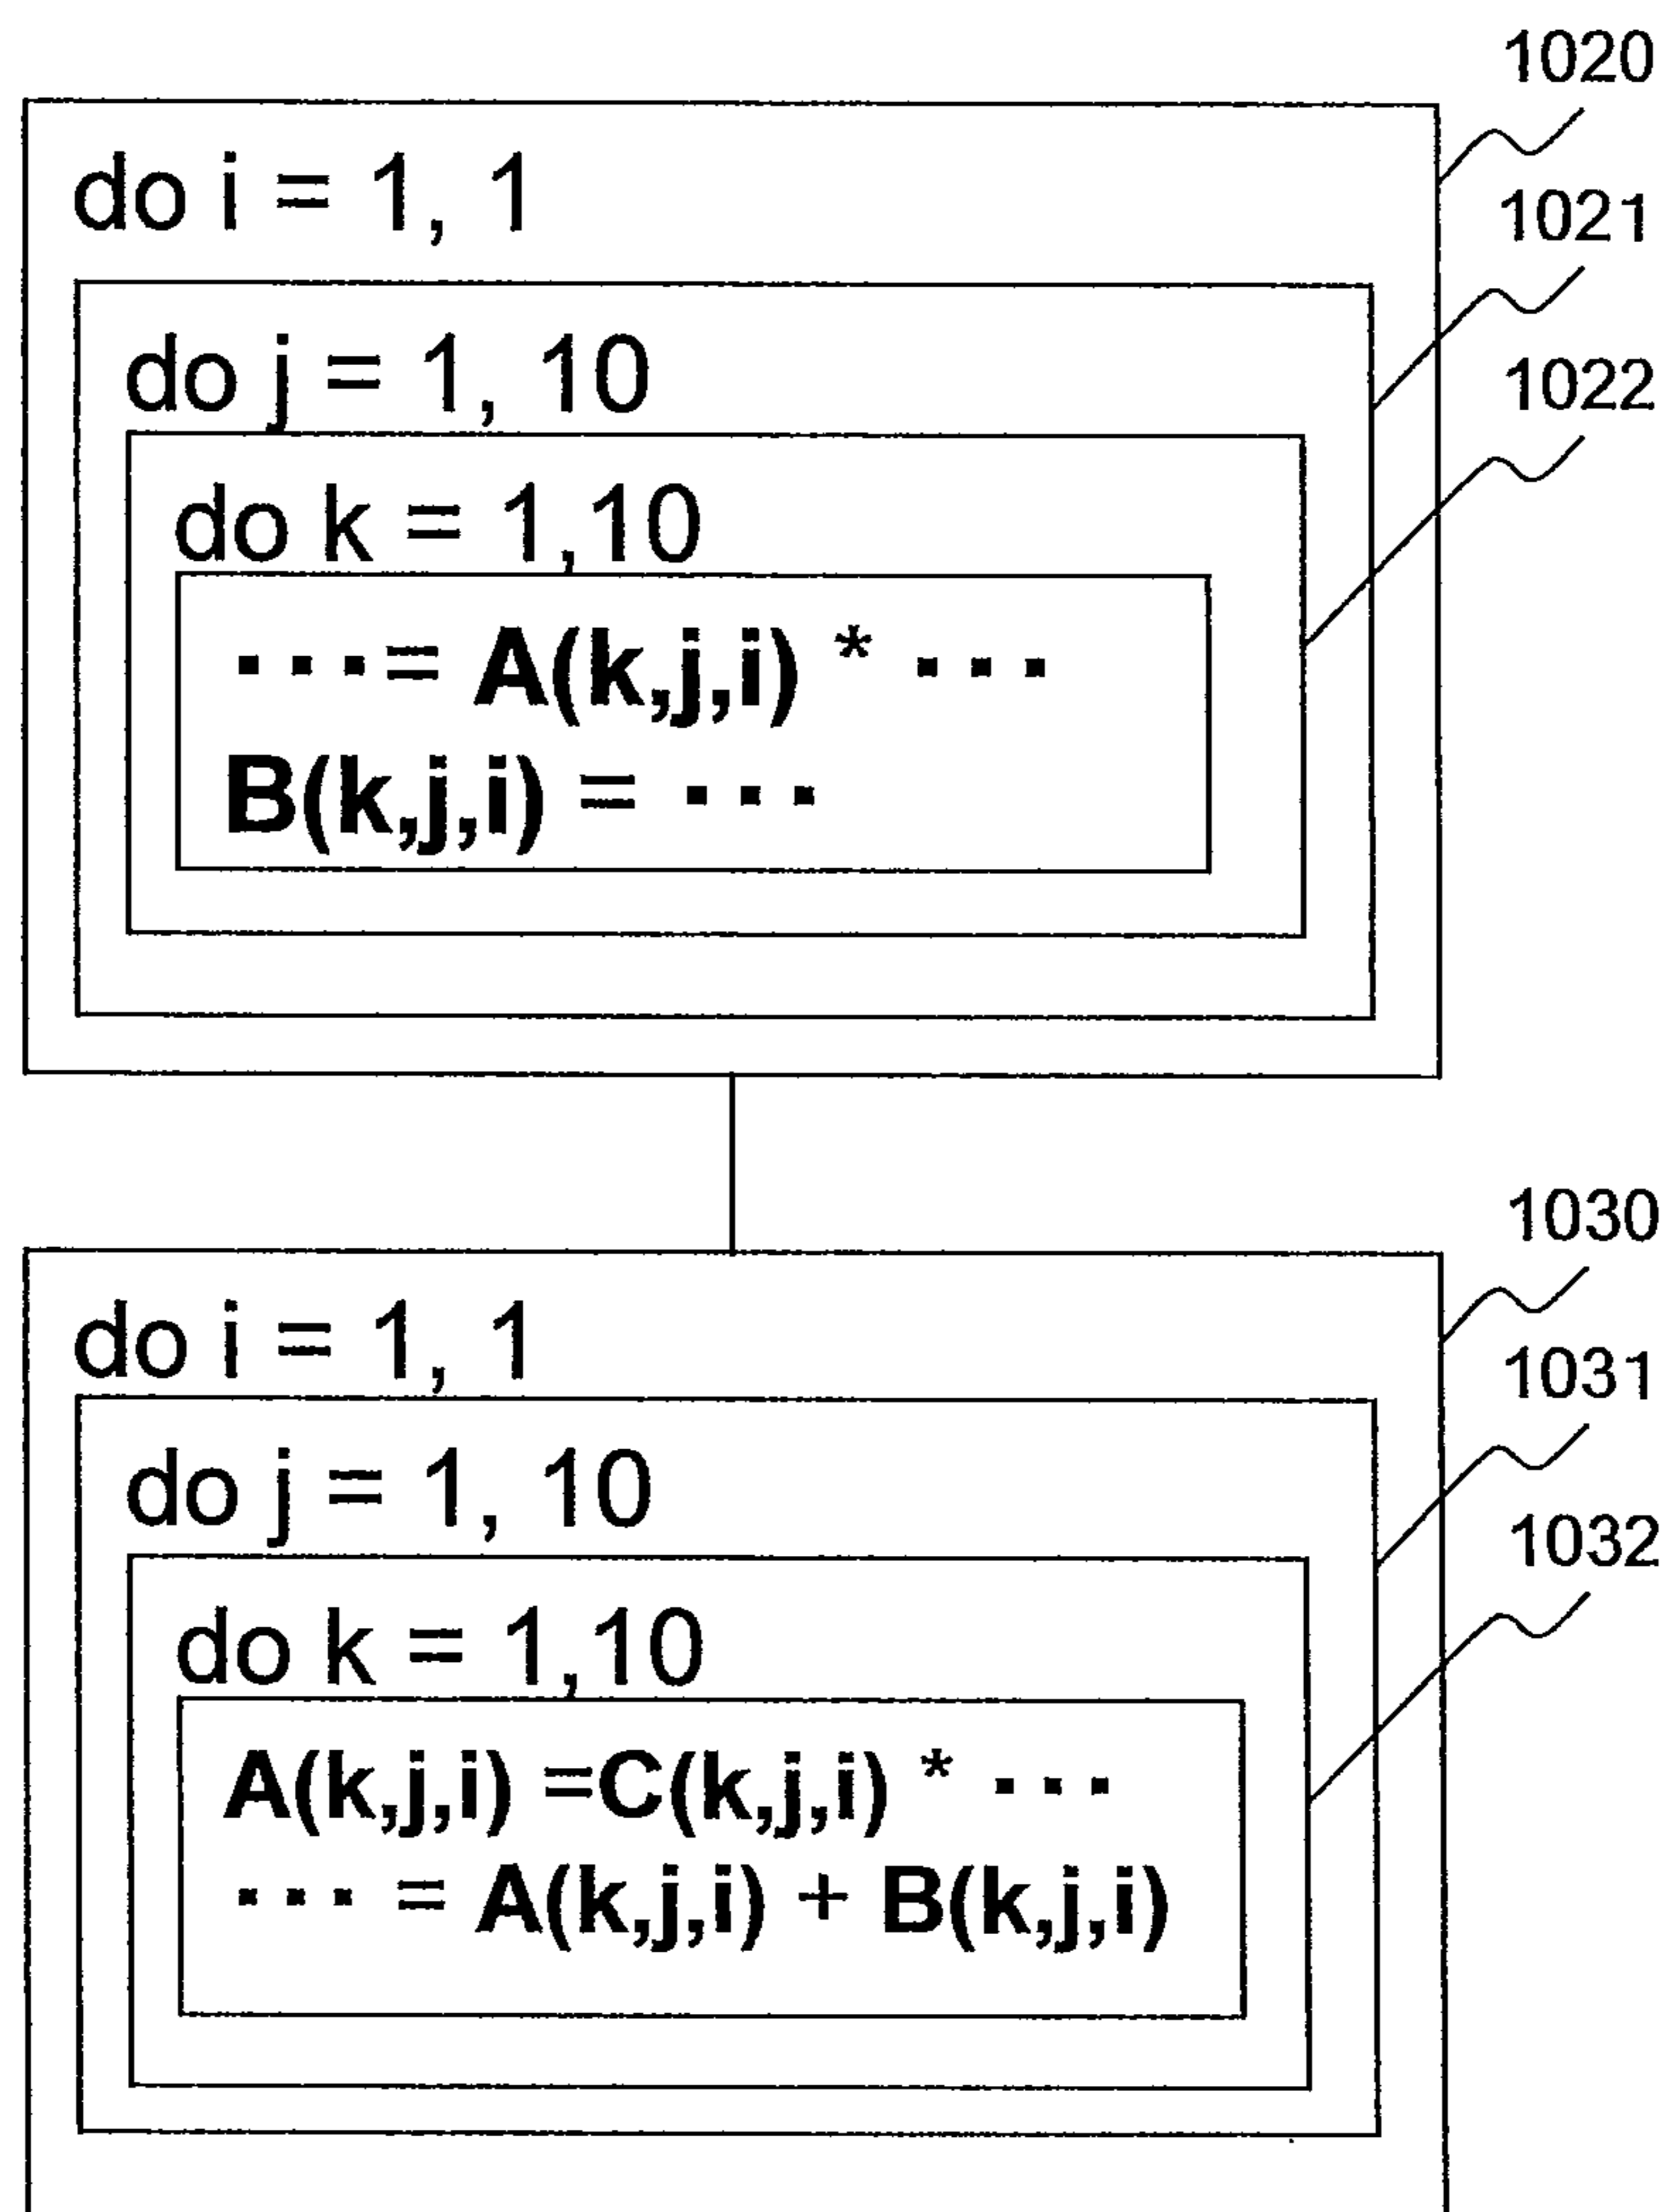 1020
do i = 1, 1
1021
do j = 1, 10
1022
do k = 1,10
･･･= A(k,j,i) * ･･･
B(k,j,i) = ･･･
1030
do i = 1, 1
1031
do j = 1, 10
1032
do k = 1,10
A(k,j,i) =C(k,j,i) * ･･･
･･･ = A(k,j,i) + B(k,j,i)